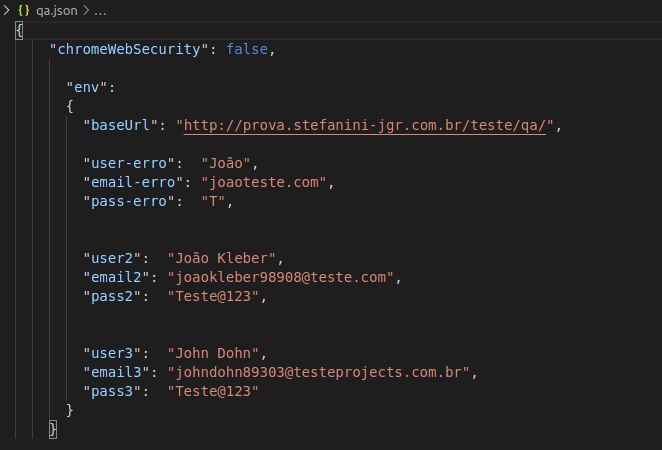 > {} qa.json > ...
{
"chromeWebSecurity": false,
"env":
{
"baseUrl": "http://prova.stefanini-jgr.com.br/teste/qa/",
"user-erro":  "João",
"email-erro": "joaoteste.com",
"pass-erro":  "T",
"user2":  "João Kleber",
"email2": "joaokleber98908@teste.com",
"pass2":  "Teste@123",
"user3":  "John Dohn",
"email3": "johndohn89303@testeprojects.com.br",
"pass3":  "Teste@123"
}
}